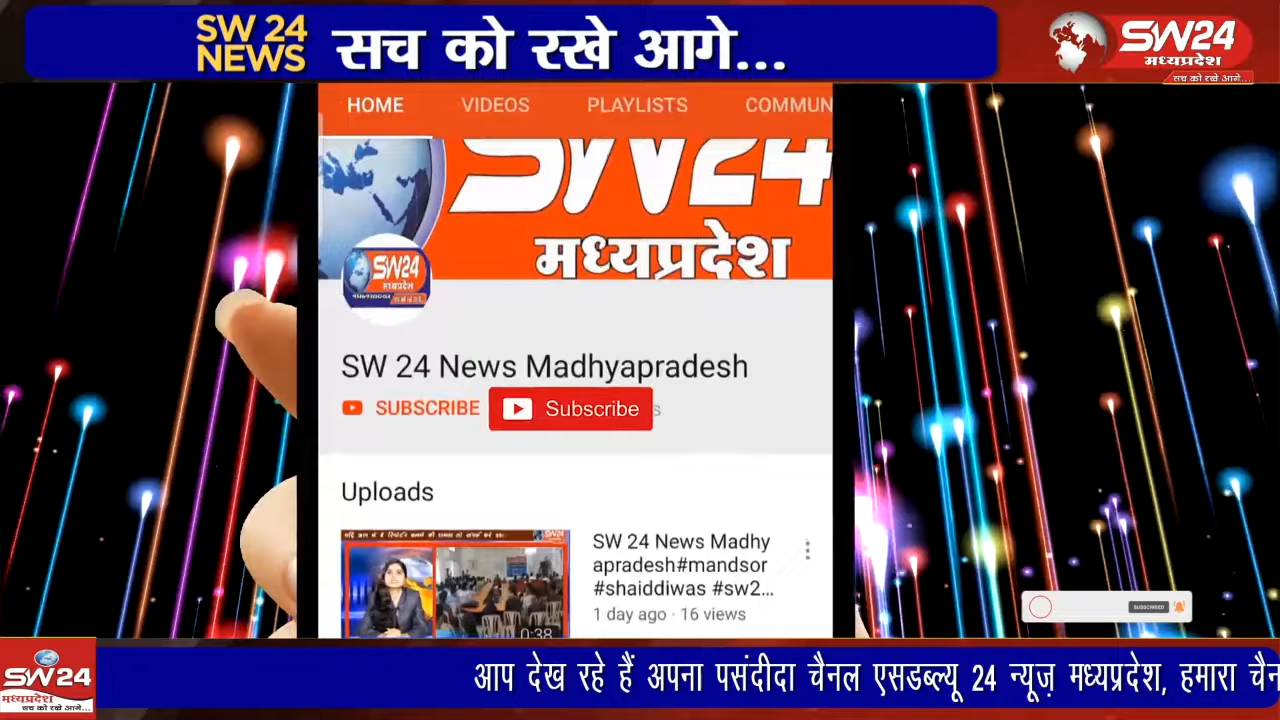 SW 24
NEWS
सच को रखे आगे...
SW24
मध्यप्रदेश
सच को रखे आगे...
HOME VIDEOS PLAYLISTS COMMUN
SW24
मध्यप्रदेश
SW24
मध्यप्रदेश
SW 24 News Madhyapradesh
SUBSCRIBE Subscribe s
Uploads
SW 24 News Madhy
apradesh#mandsor
#shaiddiwas #sw2...
1 day ago · 16 views
0:38
SUBSCRIBED
SW24
मध्यप्रदेश
सच को रखे आगे...
आप देख रहे हैं अपना पसंदीदा चैनल एसडब्ल्यू 24 न्यूज़ मध्यप्रदेश, हमारा चैन